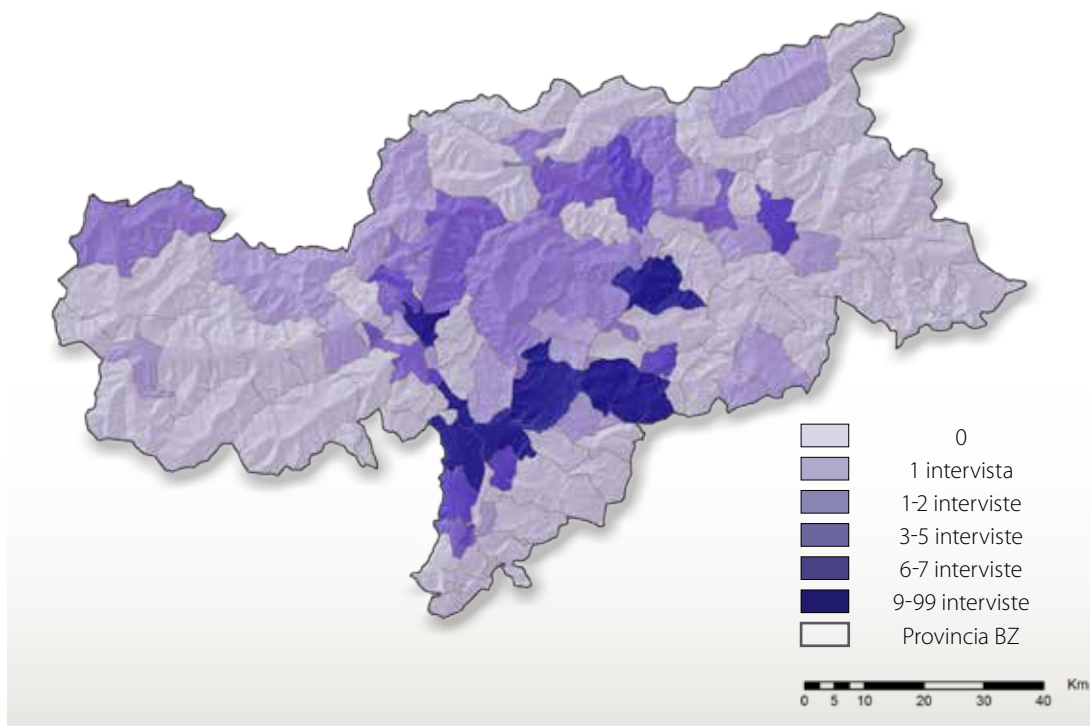 0
1 intervista
1-2 interviste
3-5 interviste
6-7 interviste
9-99 interviste
Provincia BZ
Km
0 5 10 20 30 40